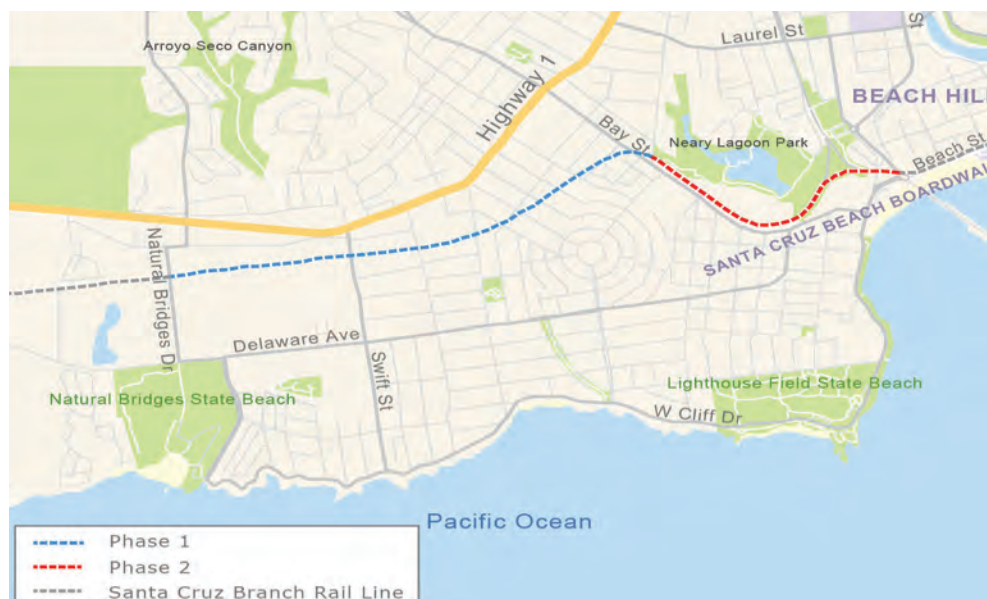 Arroyo Seco Canyon
Highway 1
Laurel St
St
BEACH HILL
Bay St
Neary Lagoon Park
Beach St
SANTA CRUZ BEACH BOARDWAL
Natural Bridges Dr
Delaware Ave
Swift St
Natural Bridges State Beach
Lighthouse Field State Beach
W Cliff Dr
Pacific Ocean
Phase 1
Phase 2
Santa Cruz Branch Rail Line